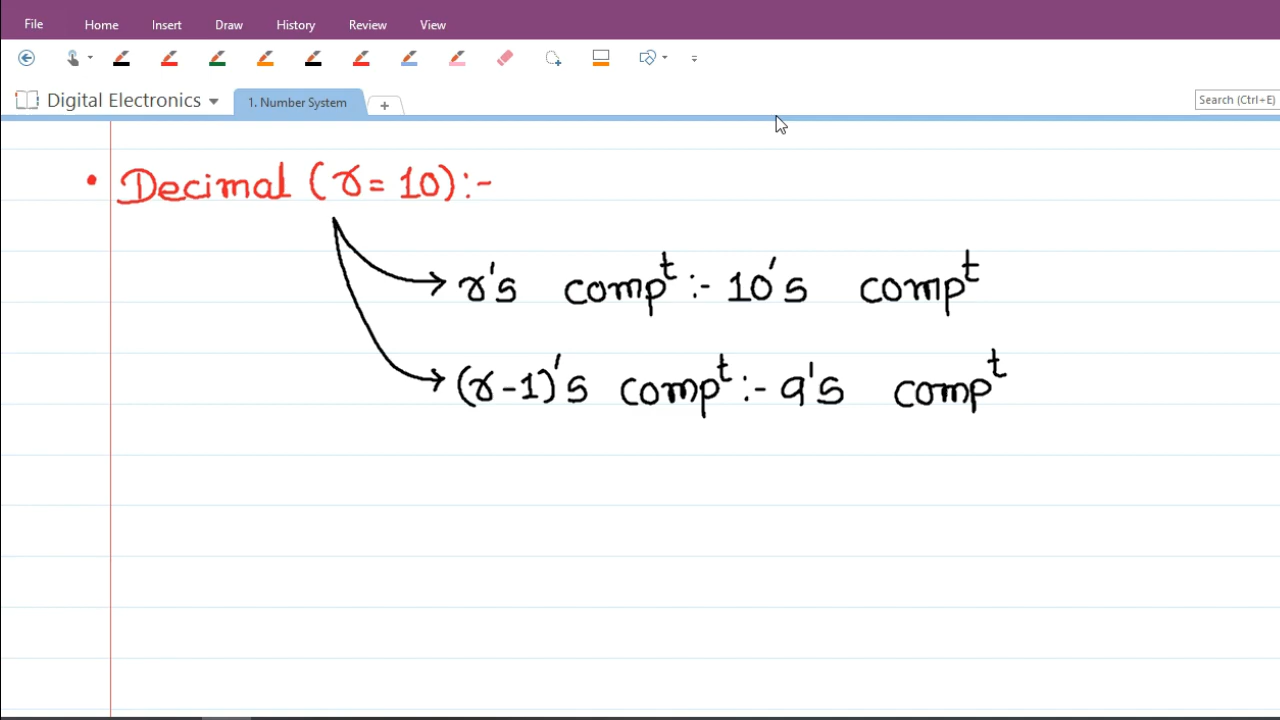 File Home Insert Draw History Review View
Digital Electronics 1. Number System + Search (Ctrl+E)
• Decimal (r = 10):-
r's compᵗ :- 10's compᵗ
(r-1)'s compᵗ :- 9's compᵗ